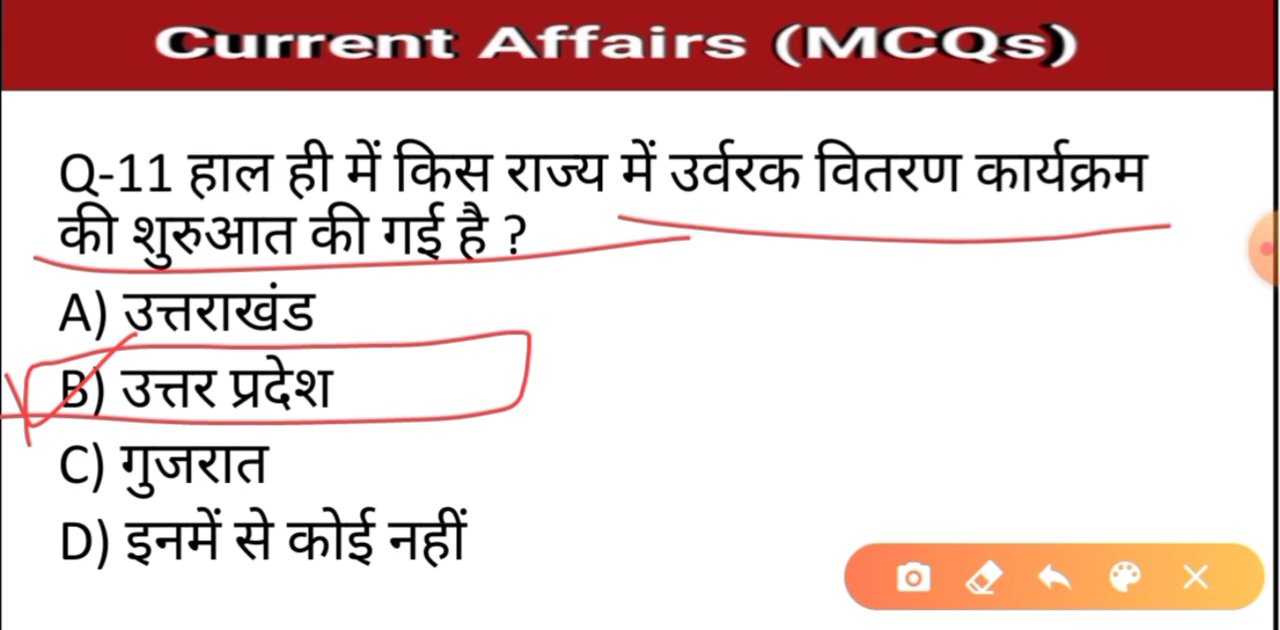 Current Affairs (MCQs)
Q-11 हाल ही में किस राज्य में उर्वरक वितरण कार्यक्रम
की शुरुआत की गई है ?
A) उत्तराखंड
B) उत्तर प्रदेश
C) गुजरात
D) इनमें से कोई नहीं